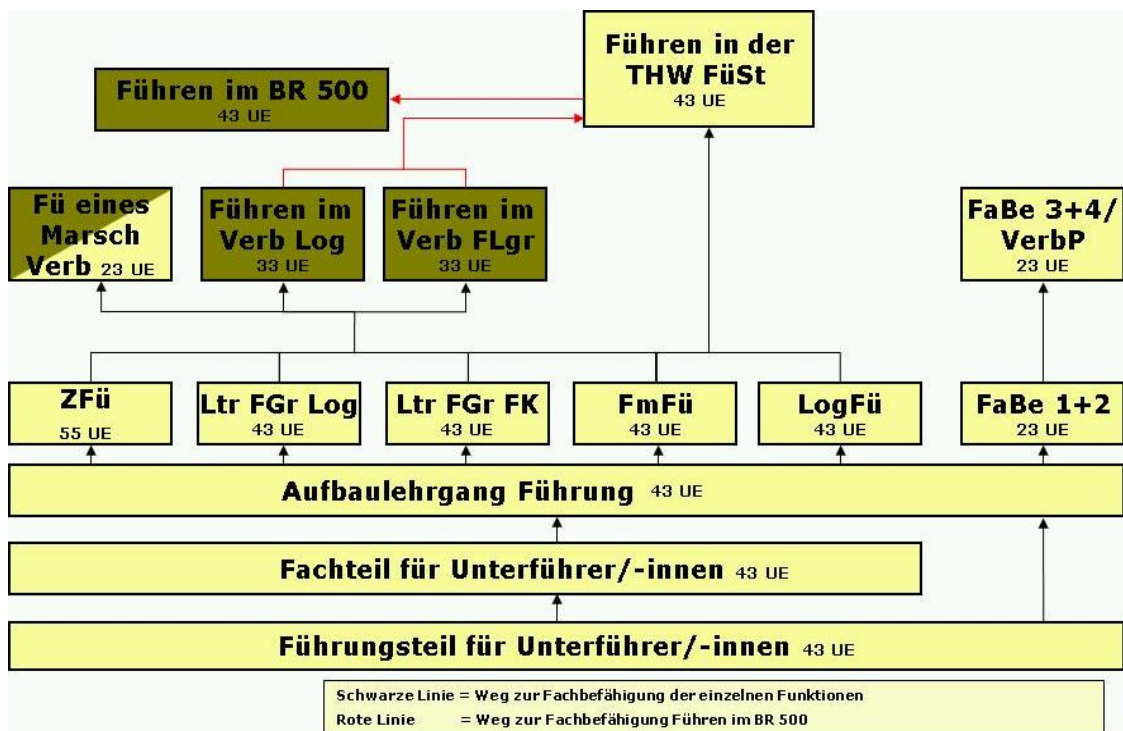 Führen in der
THW FüSt
43 UE
Führen im BR 500
43 UE
Fü eines
Marsch
Verb 23 UE
Führen im
Verb Log
33 UE
Führen im
Verb FLgr
33 UE
FaBe 3+4/
VerbP
23 UE
ZFü
55 UE
Ltr FGr Log
43 UE
Ltr FGr FK
43 UE
FmFü
43 UE
LogFü
43 UE
FaBe 1+2
23 UE
Aufbaulehrgang Führung 43 UE
Fachteil für Unterführer/-innen 43 UE
Führungsteil für Unterführer/-innen 43 UE
Schwarze Linie = Weg zur Fachbefähigung der einzelnen Funktionen
Rote Linie = Weg zur Fachbefähigung Führen im BR 500